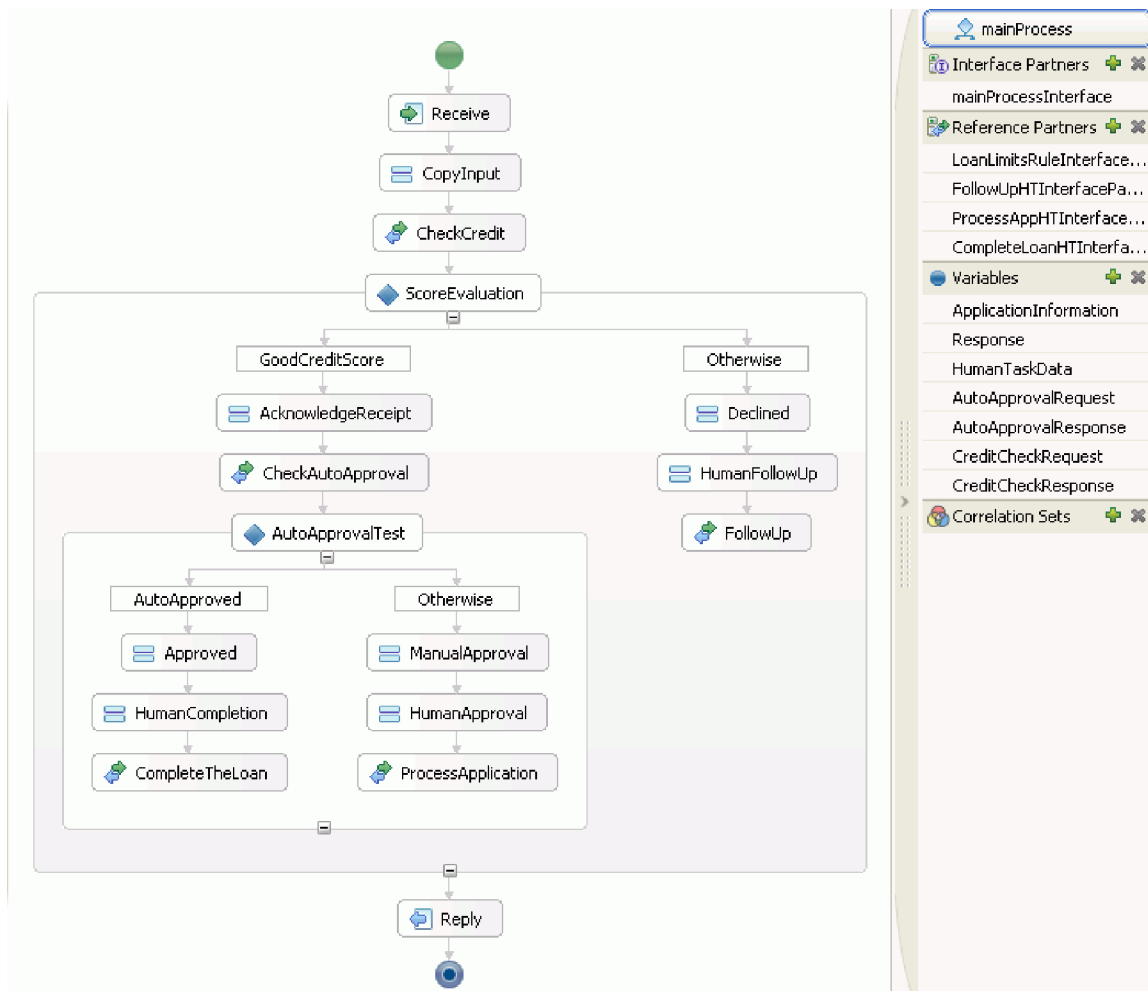 Receive
CopyInput
CheckCredit
ScoreEvaluation
GoodCreditScore
Otherwise
AcknowledgeReceipt
Declined
CheckAutoApproval
HumanFollowUp
AutoApprovalTest
FollowUp
AutoApproved
Otherwise
Approved
ManualApproval
HumanCompletion
HumanApproval
CompleteTheLoan
ProcessApplication
Reply
mainProcess
Interface Partners
mainProcessInterface
Reference Partners
LoanLimitsRuleInterface...
FollowUpHTInterfacePa...
ProcessAppHTInterface...
CompleteLoanHTInterfa...
Variables
ApplicationInformation
Response
HumanTaskData
AutoApprovalRequest
AutoApprovalResponse
CreditCheckRequest
CreditCheckResponse
Correlation Sets